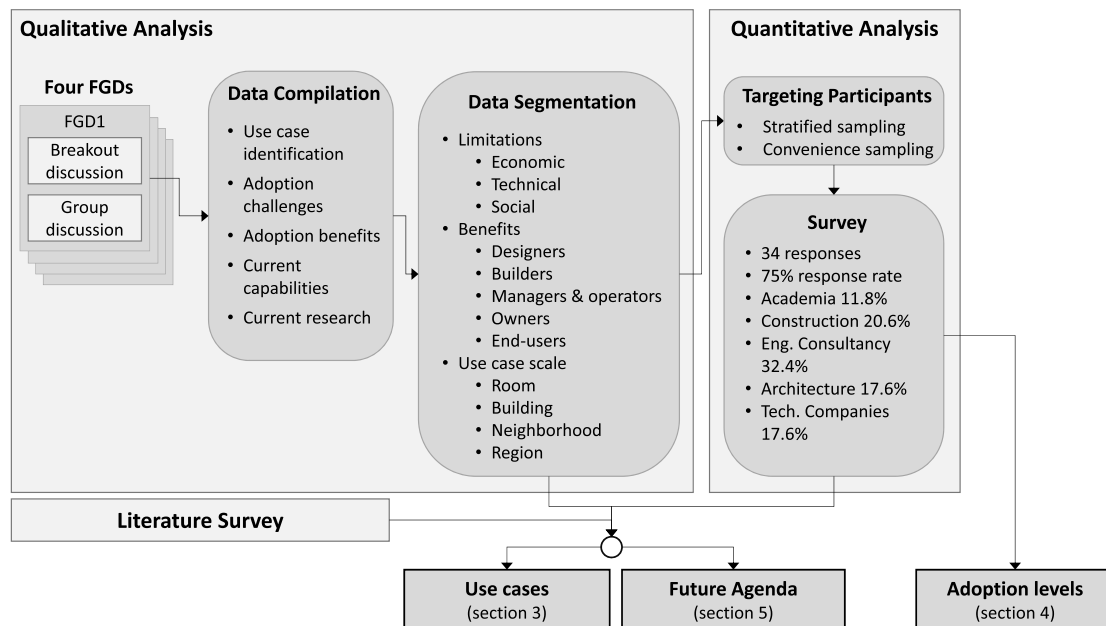 Qualitative Analysis
Four FGDs
FGD1
Breakout
discussion
Group
discussion
Data Compilation
• Use case
identification
• Adoption
challenges
• Adoption benefits
• Current
capabilities
• Current research
Data Segmentation
• Limitations
• Economic
• Technical
• Social
• Benefits
• Designers
• Builders
• Managers & operators
• Owners
• End-users
• Use case scale
• Room
• Building
• Neighborhood
• Region
Quantitative Analysis
Targeting Participants
• Stratified sampling
• Convenience sampling
Survey
• 34 responses
• 75% response rate
• Academia 11.8%
• Construction 20.6%
• Eng. Consultancy
32.4%
• Architecture 17.6%
• Tech. Companies
17.6%
Literature Survey
Use cases
(section 3)
Future Agenda
(section 5)
Adoption levels
(section 4)